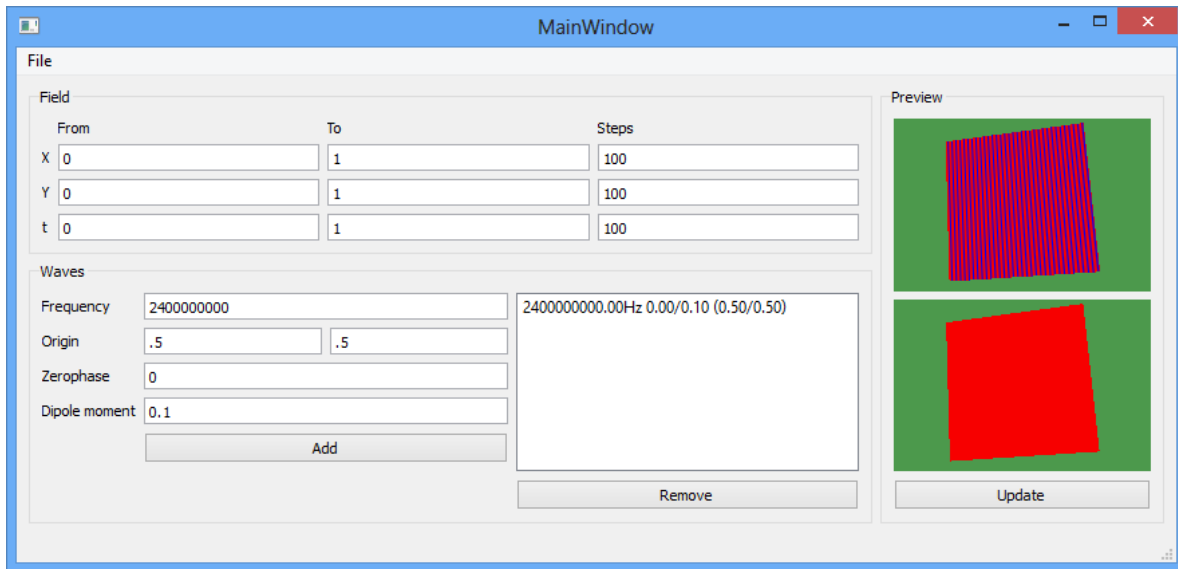 MainWindow
File
Field
From To Steps
X 0 1 100
Y 0 1 100
t 0 1 100
Waves
Frequency 2400000000
Origin .5 .5
Zerophase 0
Dipole moment 0.1
Add
2400000000.00Hz 0.00/0.10 (0.50/0.50)
Remove
Preview
Update